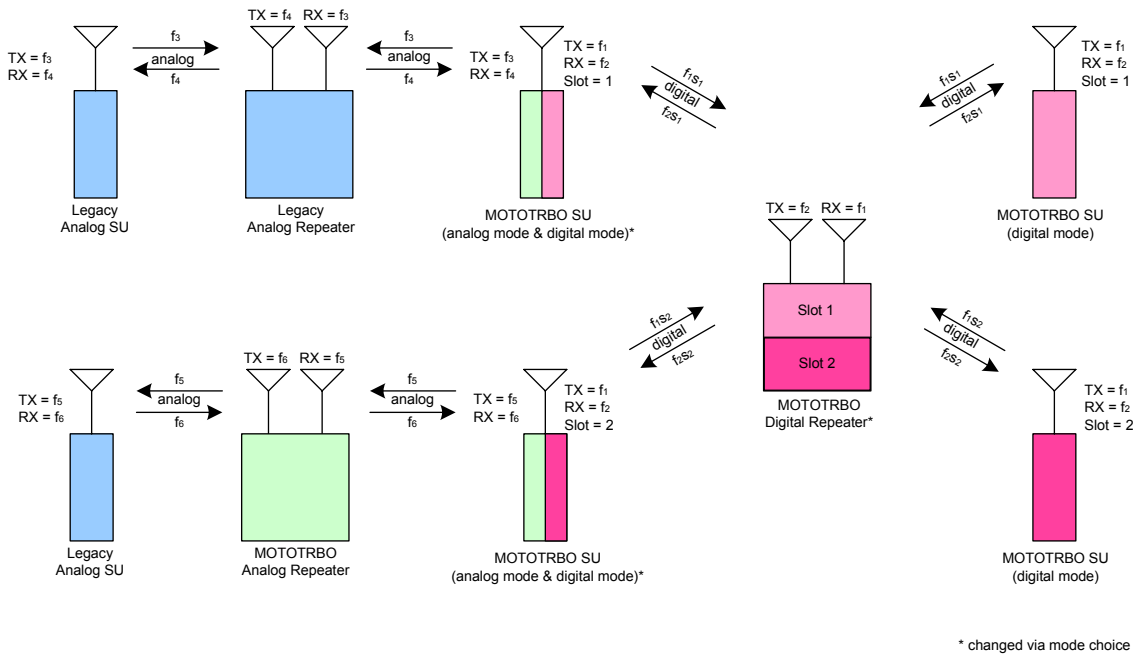 TX = f4 RX = f3
TX = f3
RX = f4
f3
analog
f4
f3
analog
f4
TX = f3
RX = f4
TX = f1
RX = f2
Slot = 1
f1s1
digital
f2s1
f1s1
digital
f2s1
TX = f1
RX = f2
Slot = 1
Legacy
Analog SU
Legacy
Analog Repeater
MOTOTRBO SU
(analog mode & digital mode)*
MOTOTRBO SU
(digital mode)
TX = f2 RX = f1
Slot 1
Slot 2
MOTOTRBO
Digital Repeater*
f1s2
digital
f2s2
f1s2
digital
f2s2
TX = f6 RX = f5
TX = f5
RX = f6
f5
analog
f6
f5
analog
f6
TX = f5
RX = f6
TX = f1
RX = f2
Slot = 2
TX = f1
RX = f2
Slot = 2
Legacy
Analog SU
MOTOTRBO
Analog Repeater
MOTOTRBO SU
(analog mode & digital mode)*
MOTOTRBO SU
(digital mode)
* changed via mode choice